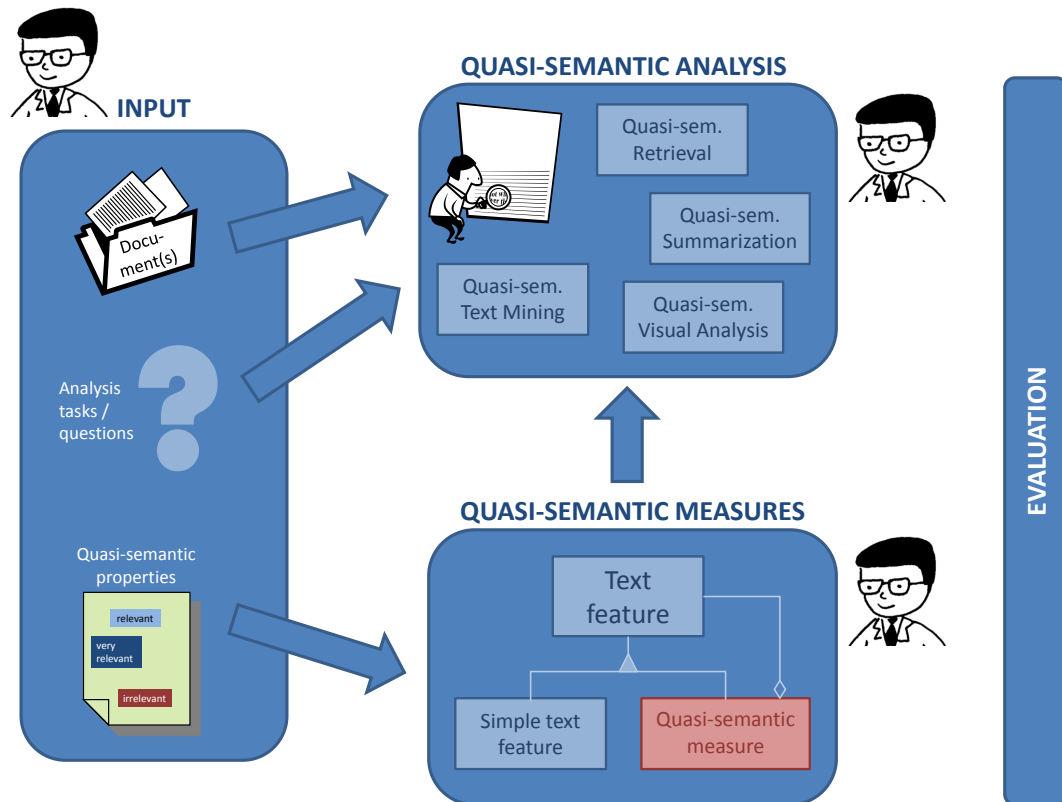 INPUT
Docu-
ment(s)
Analysis
tasks /
questions
Quasi-semantic
properties
relevant
very
relevant
irrelevant
QUASI-SEMANTIC ANALYSIS
Quasi-sem.
Retrieval
Quasi-sem.
Summarization
Quasi-sem.
Text Mining
Quasi-sem.
Visual Analysis
QUASI-SEMANTIC MEASURES
Text
feature
Simple text
feature
Quasi-semantic
measure
EVALUATION